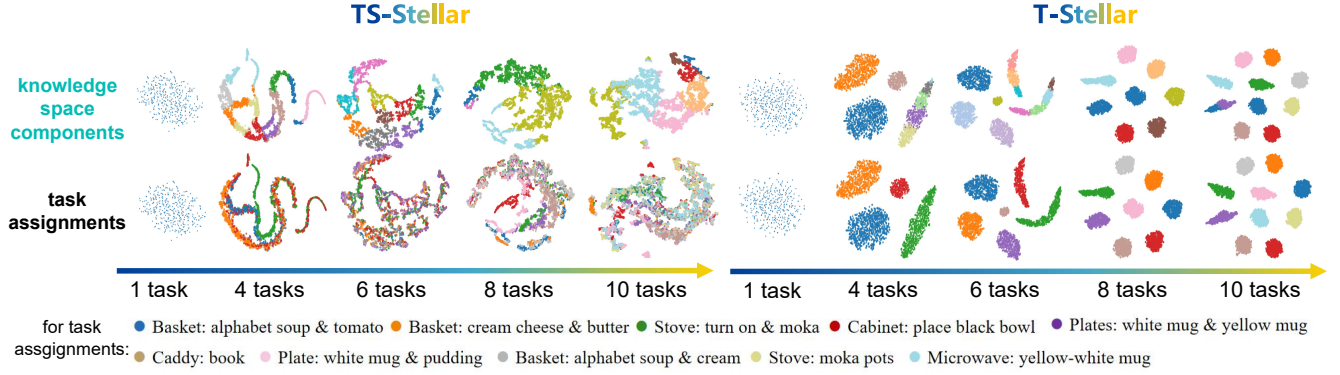 TS-Stellar
T-Stellar
knowledge
space
components
task
assignments
1 task
4 tasks
6 tasks
8 tasks
10 tasks
1 task
4 tasks
6 tasks
8 tasks
10 tasks
for task
assgignments:
Basket: alphabet soup & tomato
Basket: cream cheese & butter
Stove: turn on & moka
Cabinet: place black bowl
Plates: white mug & yellow mug
Caddy: book
Plate: white mug & pudding
Basket: alphabet soup & cream
Stove: moka pots
Microwave: yellow-white mug